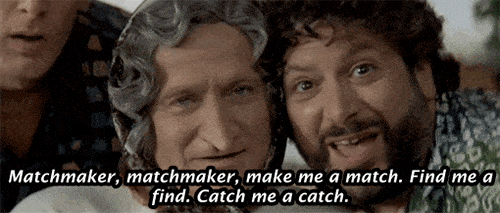 Matchmaker, matchmaker, make me a match. Find me a
find. Catch me a catch.